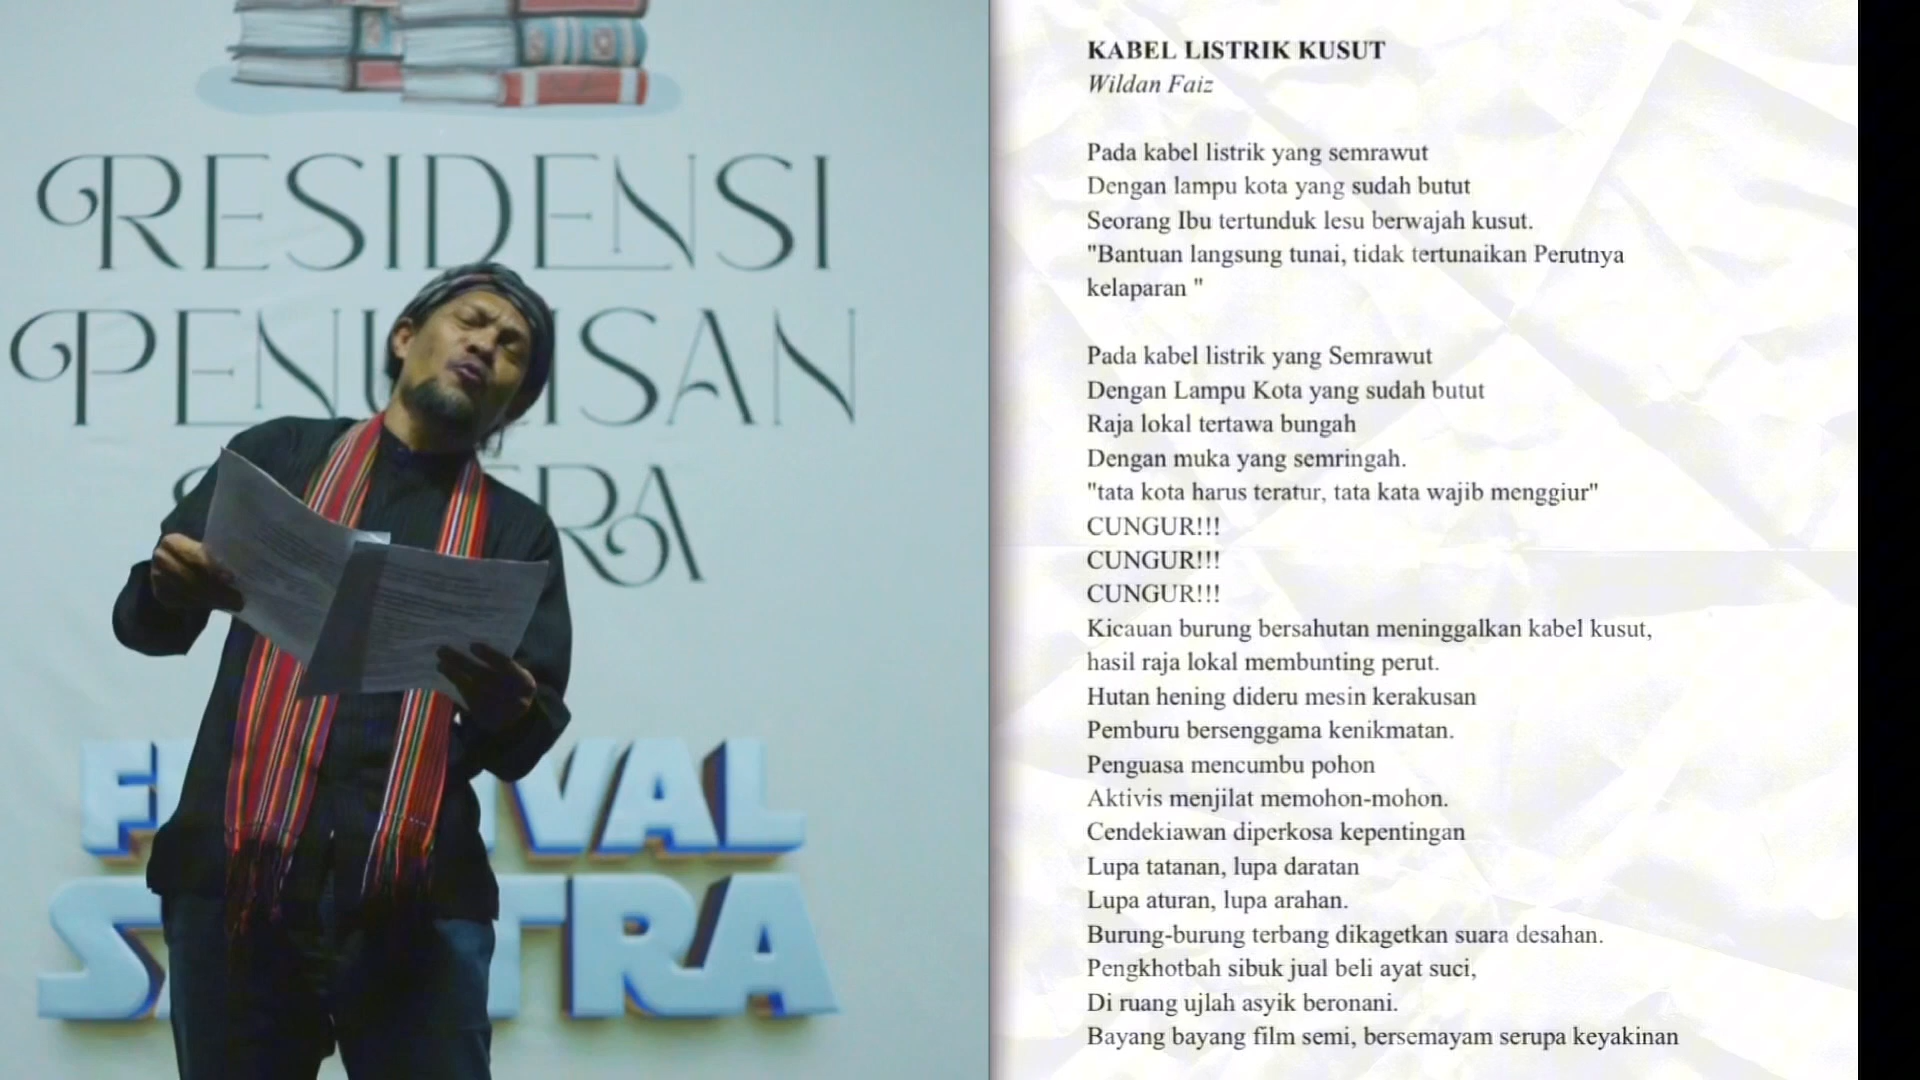 RESIDENSI
KABEL LISTRIK KUSUT
Wildan Faiz
Pada kabel listrik yang semrawut
Dengan lampu kota yang sudah butut
Seorang Ibu tertunduk lesu berwajah kusut.
"Bantuan langsung tunai, tidak tertunaikan Perutnya
kelaparan "
Pada kabel listrik yang Semrawut
Dengan Lampu Kota yang sudah butut
Raja lokal tertawa bungah
Dengan muka yang semringah.
"tata kota harus teratur, tata kata wajib menggiur"
CUNGUR!!!
CUNGUR!!!
CUNGUR!!!
Kicauan burung bersahutan meninggalkan kabel kusut,
hasil raja lokal membunting perut.
Hutan hening dideru mesin kerakusan
Pemburu bersenggama kenikmatan.
Penguasa mencumbu pohon
Aktivis menjilat memohon-mohon.
Cendekiawan diperkosa kepentingan
Lupa tatanan, lupa daratan
Lupa aturan, lupa arahan.
Burung-burung terbang dikagetkan suara desahan.
Pengkhotbah sibuk jual beli ayat suci,
Di ruang ujlah asyik beronani.
Bayang bayang film semi, bersemayam serupa keyakinan